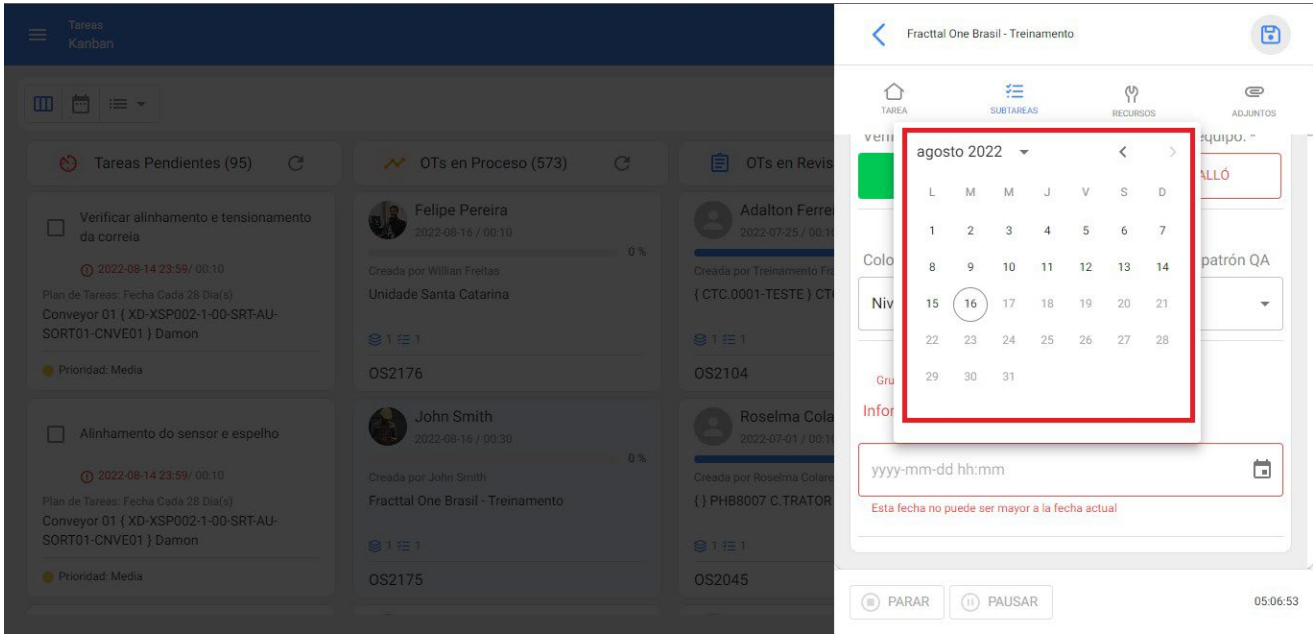 Tareas
Kanban
Tareas Pendientes (95)
Verificar alinhamento e tensionamento
da correia
2022-08-14 23:59/ 00:10
Plan de Tareas: Fecha Cada 28 Dia(s)
Conveyor 01 { XD-XSP002-1-00-SRT-AU-
SORT01-CNVE01 } Damon
Prioridad: Media
Alinhamento do sensor e espelho
2022-08-14 23:59/ 00:10
Plan de Tareas: Fecha Cada 28 Dia(s)
Conveyor 01 { XD-XSP002-1-00-SRT-AU-
SORT01-CNVE01 } Damon
Prioridad: Media
OTs en Proceso (573)
Felipe Pereira
2022-08-16 / 00:10
0 %
Creada por Willian Freitas
Unidade Santa Catarina
1 1
OS2176
John Smith
2022-08-16 / 00:30
0 %
Creada por John Smith
Fracttal One Brasil - Treinamento
1 1
OS2175
OTs en Revis
Adalton Ferrei
2022-07-25 / 00:10
Creada por Treinamento Fra
{ CTC.0001-TESTE } CT
1 1
OS2104
Roselma Cola
2022-07-01 / 00:1
Creada por Roselma Colare
{ } PHB8007 C.TRATOR
1 1
OS2045
Fracttal One Brasil - Treinamento
TAREA SUBTAREAS RECURSOS ADJUNTOS
Veri equipo. -
ALLÓ
agosto 2022
L M M J V S D
1 2 3 4 5 6 7
8 9 10 11 12 13 14
15 16 17 18 19 20 21
22 23 24 25 26 27 28
29 30 31
Colo patrón QA
Niv
Gru
Infor
yyyy-mm-dd hh:mm
Esta fecha no puede ser mayor a la fecha actual
PARAR PAUSAR 05:06:53